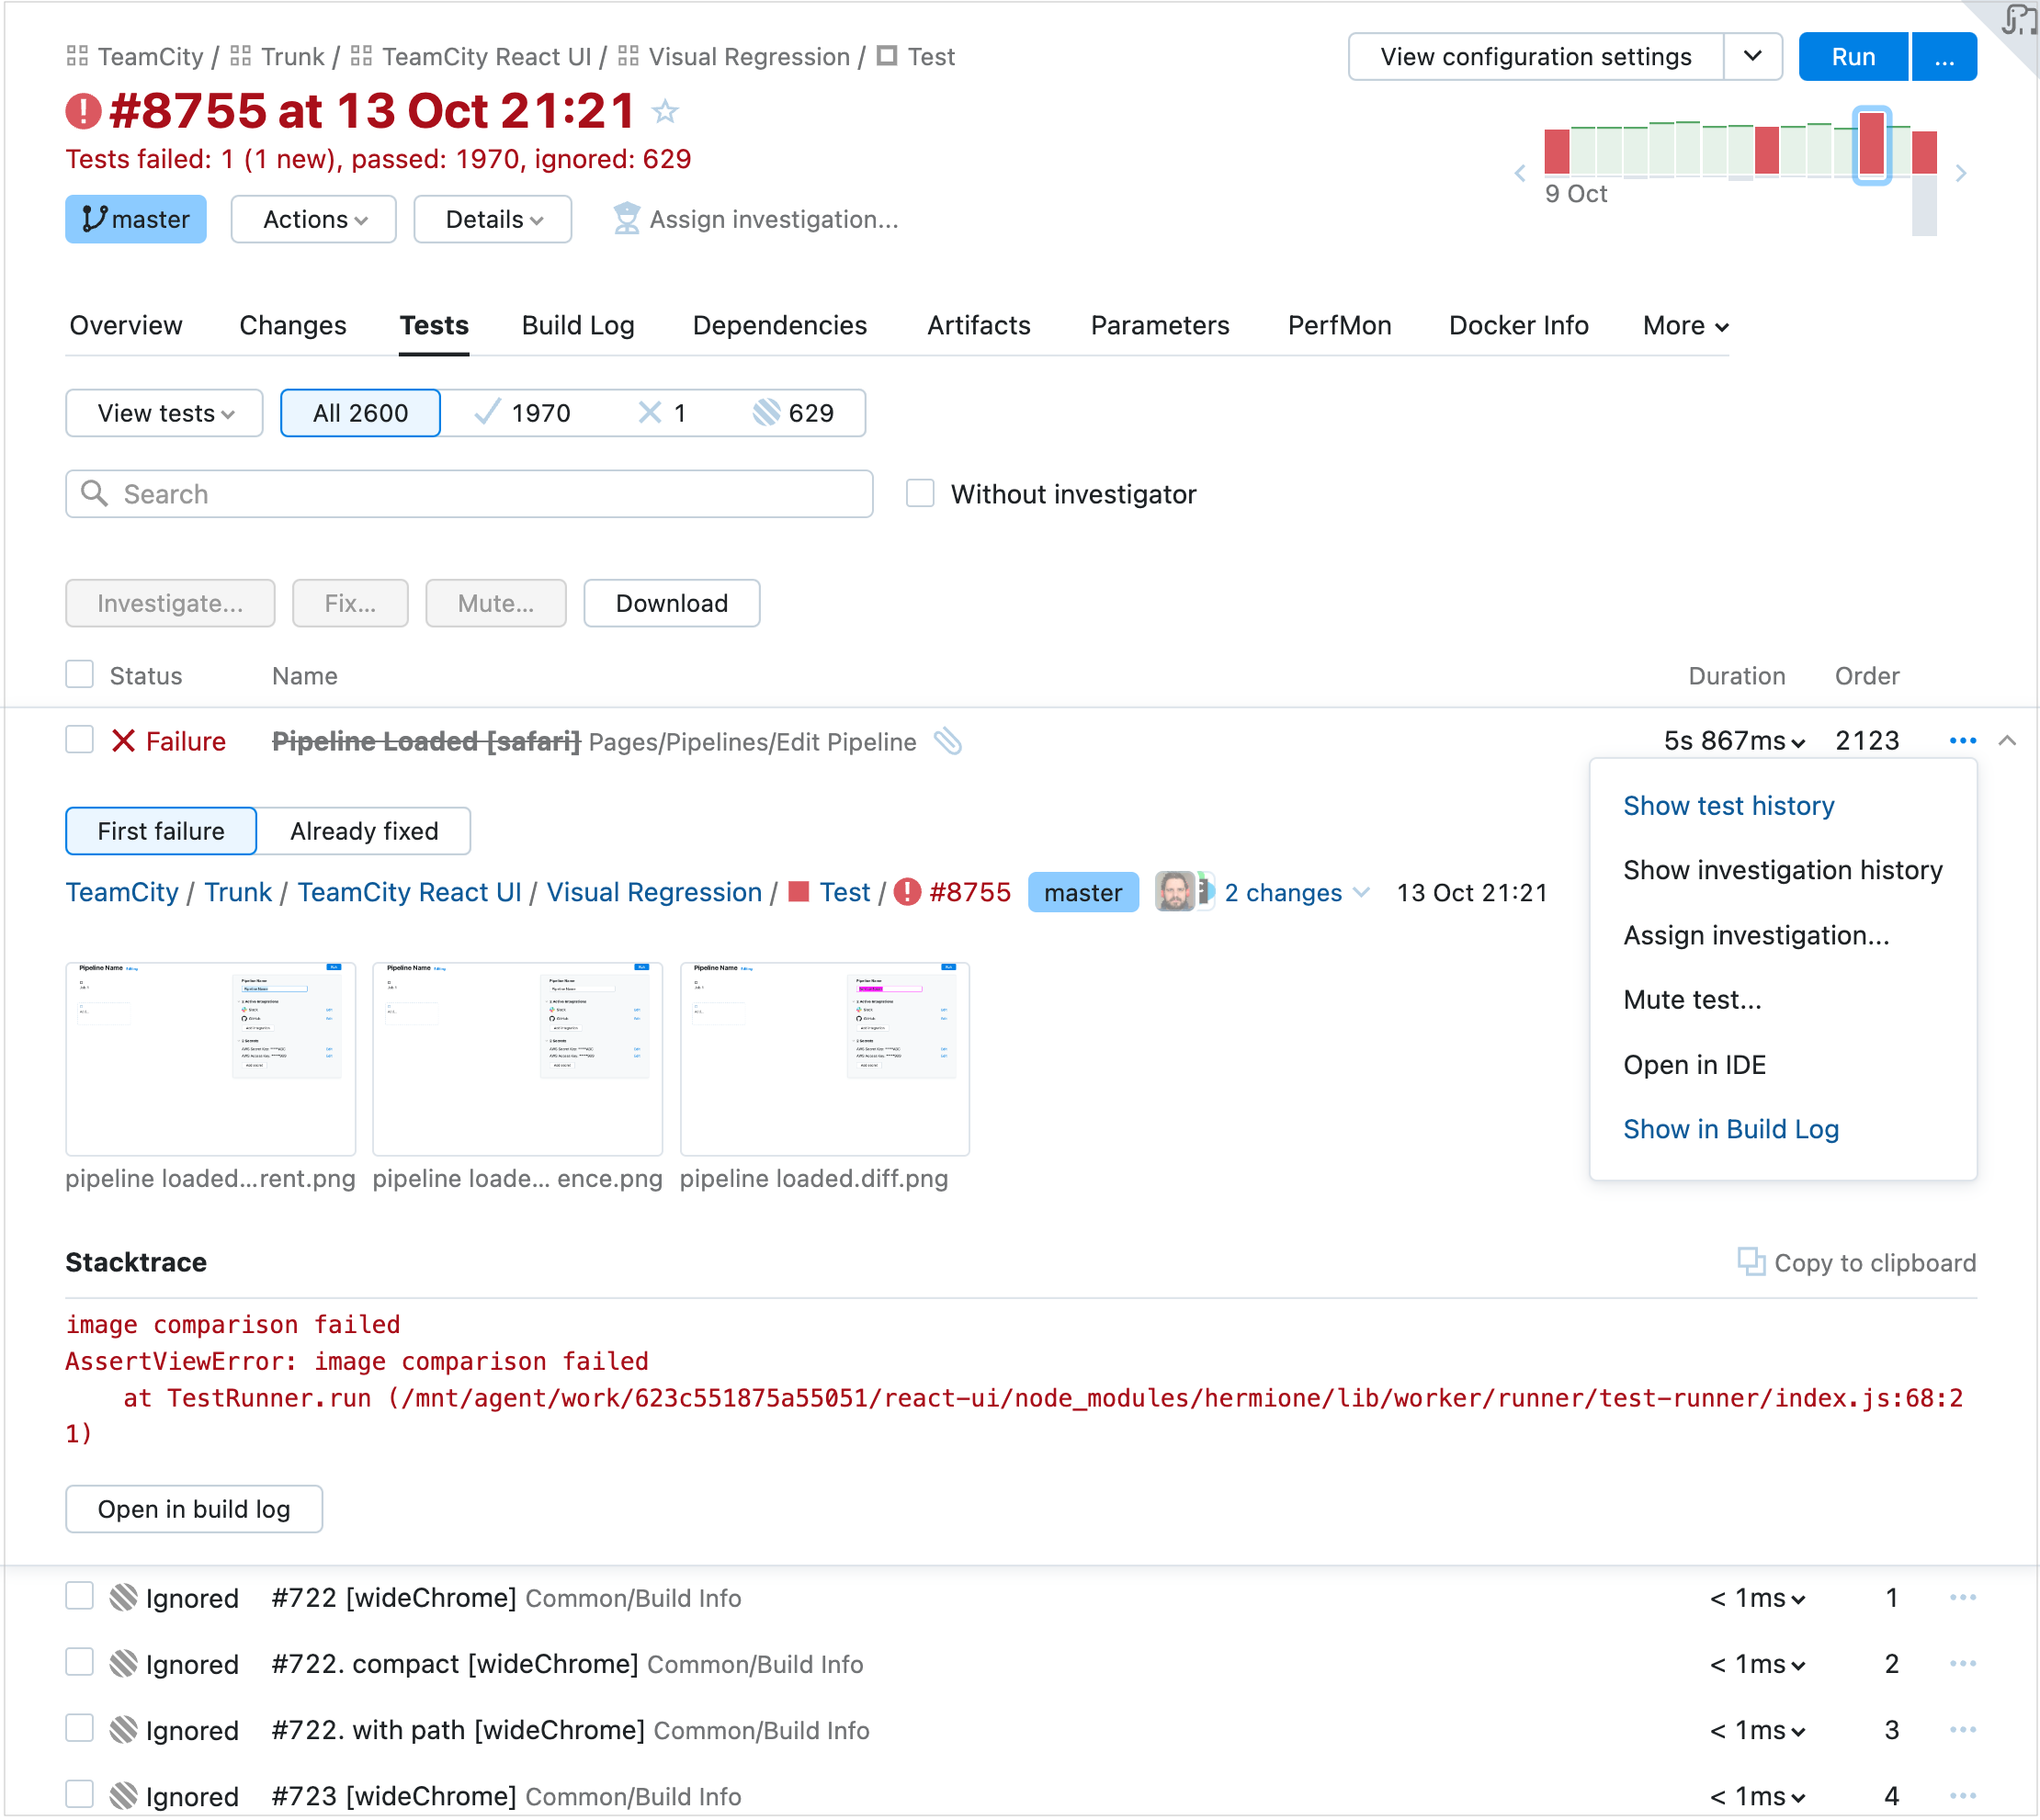 TeamCity / Trunk / TeamCity React UI / Visual Regression / Test
View configuration settings
Run ...
#8755 at 13 Oct 21:21
Tests failed: 1 (1 new), passed: 1970, ignored: 629
9 Oct
master Actions Details Assign investigation...
Overview Changes Tests Build Log Dependencies Artifacts Parameters PerfMon Docker Info More
View tests All 2600 1970 1 629
Search Without investigator
Investigate... Fix... Mute... Download
Status Name Duration Order
Failure Pipeline Loaded [safari] Pages/Pipelines/Edit Pipeline 5s 867ms 2123
Show test history
Show investigation history
Assign investigation...
Mute test...
Open in IDE
Show in Build Log
First failure Already fixed
TeamCity / Trunk / TeamCity React UI / Visual Regression / Test / #8755 master 2 changes 13 Oct 21:21
Pipeline Name
Pipeline Name
Pipeline Name
pipeline loaded...rent.png pipeline loade... ence.png pipeline loaded.diff.png
Stacktrace Copy to clipboard
image comparison failed
AssertViewError: image comparison failed
at TestRunner.run (/mnt/agent/work/623c551875a55051/react-ui/node_modules/hermione/lib/worker/runner/test-runner/index.js:68:2
1)
Open in build log
Ignored #722 [wideChrome] Common/Build Info < 1ms 1
Ignored #722. compact [wideChrome] Common/Build Info < 1ms 2
Ignored #722. with path [wideChrome] Common/Build Info < 1ms 3
Ignored #723 [wideChrome] Common/Build Info < 1ms 4